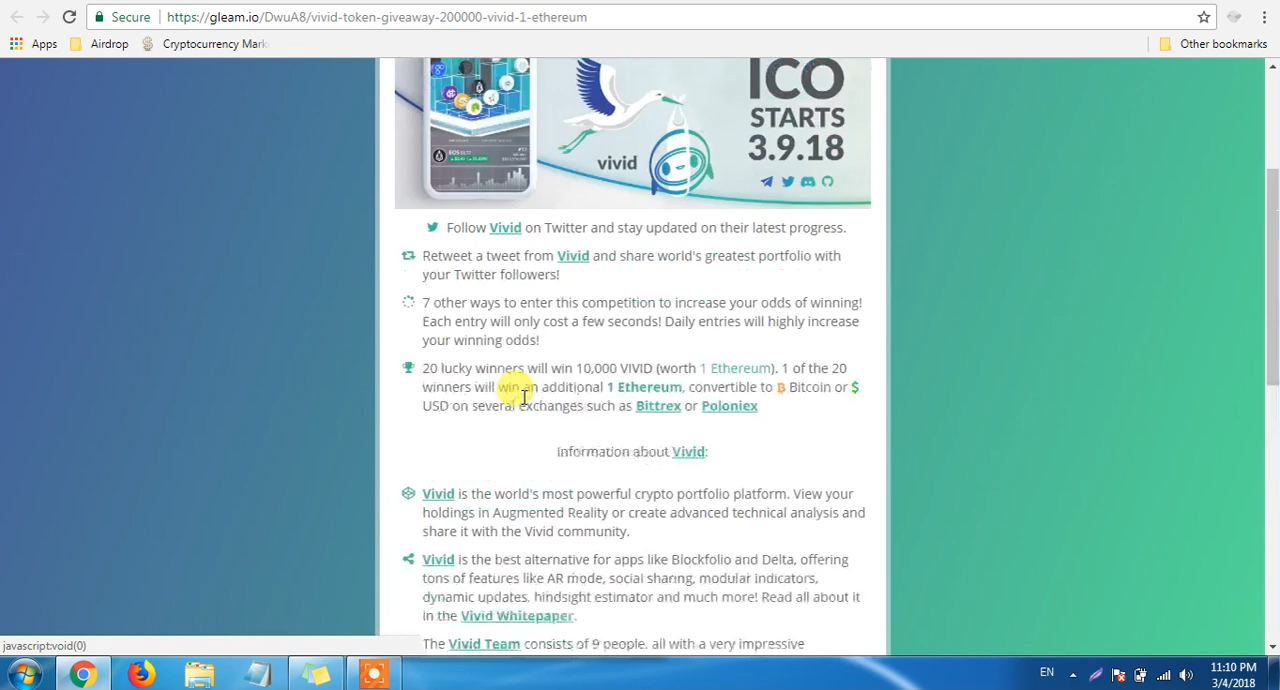 Secure https://gleam.io/DwuA8/vivid-token-giveaway-200000-vivid-1-ethereum
Apps Airdrop Cryptocurrency Mark Other bookmarks
ICO
STARTS
3.9.18
vivid
Follow Vivid on Twitter and stay updated on their latest progress.
Retweet a tweet from Vivid and share world's greatest portfolio with
your Twitter followers!
7 other ways to enter this competition to increase your odds of winning!
Each entry will only cost a few seconds! Daily entries will highly increase
your winning odds!
20 lucky winners will win 10,000 VIVID (worth 1 Ethereum). 1 of the 20
winners will win an additional 1 Ethereum, convertible to Bitcoin or $
USD on several exchanges such as Bittrex or Poloniex
Information about Vivid:
Vivid is the world's most powerful crypto portfolio platform. View your
holdings in Augmented Reality or create advanced technical analysis and
share it with the Vivid community.
Vivid is the best alternative for apps like Blockfolio and Delta, offering
tons of features like AR mode, social sharing, modular indicators,
dynamic updates, hindsight estimator and much more! Read all about it
in the Vivid Whitepaper.
The Vivid Team consists of 9 people, all with a very impressive
javascript:void(0)
EN
11:10 PM
3/4/2018